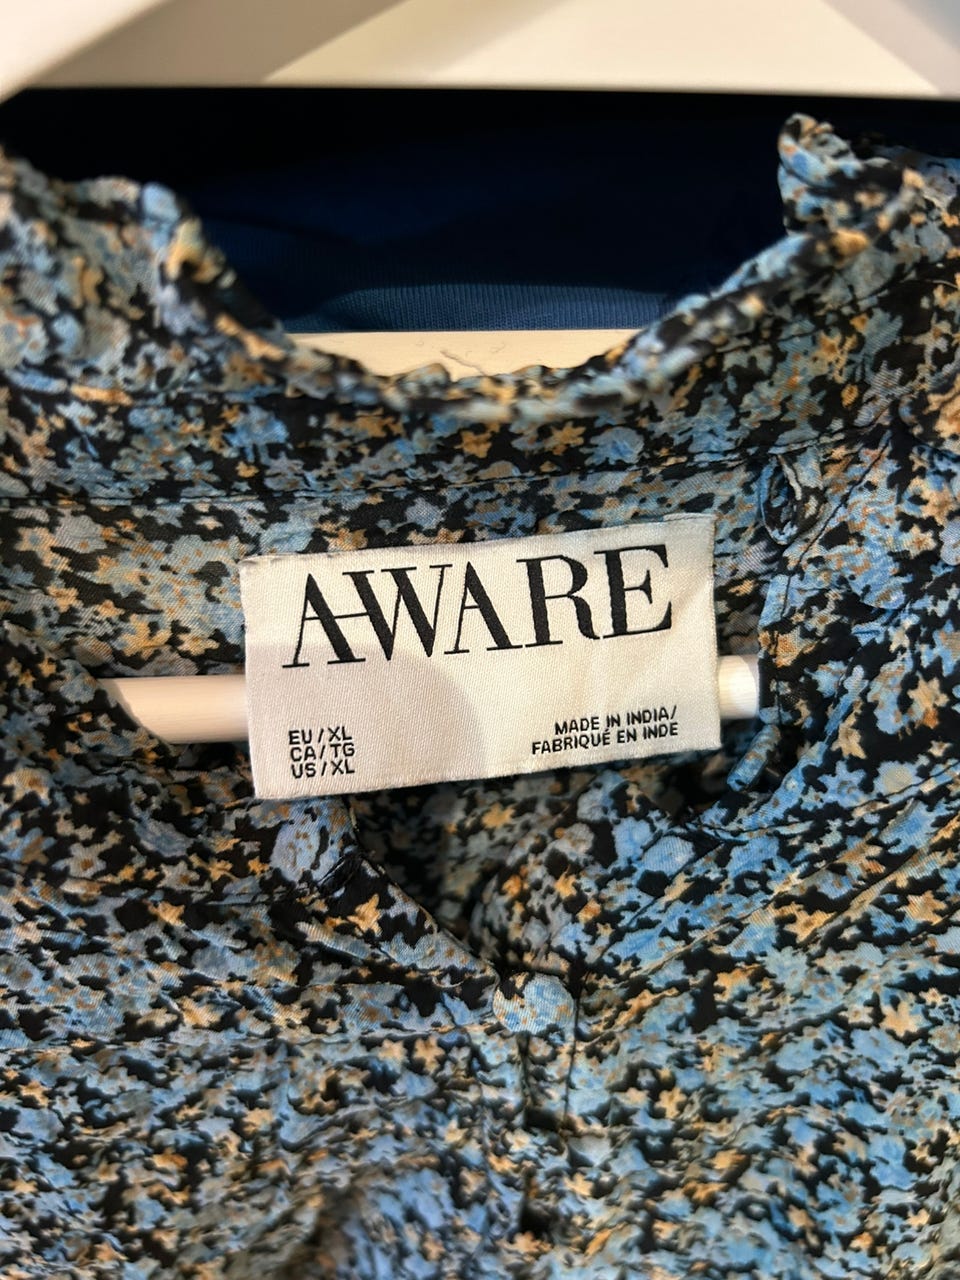 AWARE
EU/XL
CA/TG
US/XL
MADE IN INDIA/
FABRIQUÉ EN INDE